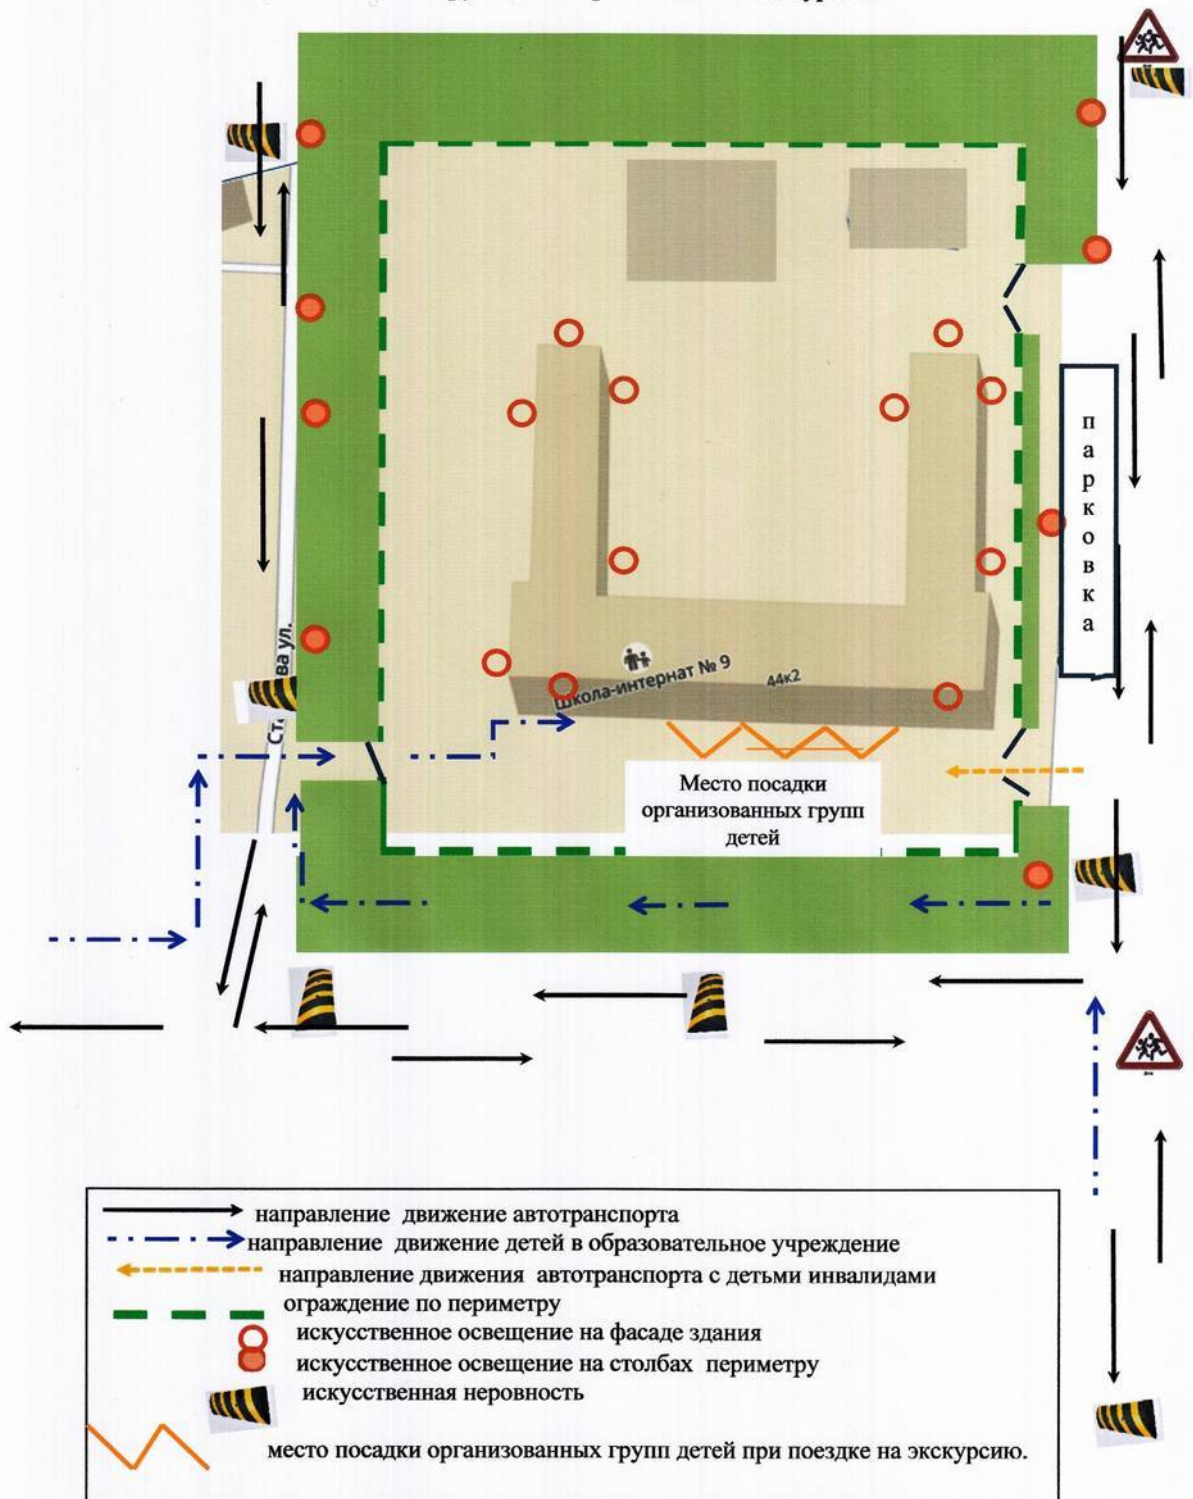 п
а
р
к
о
в
к
а
Школа-интернат № 9
44к2
ва ул.
Место посадки
организованных групп
детей
направление движение автотранспорта
направление движение детей в образовательное учреждение
направление движения автотранспорта с детьми инвалидами
ограждение по периметру
искусственное освещение на фасаде здания
искусственное освещение на столбах периметру
искусственная неровность
место посадки организованных групп детей при поездке на экскурсию.